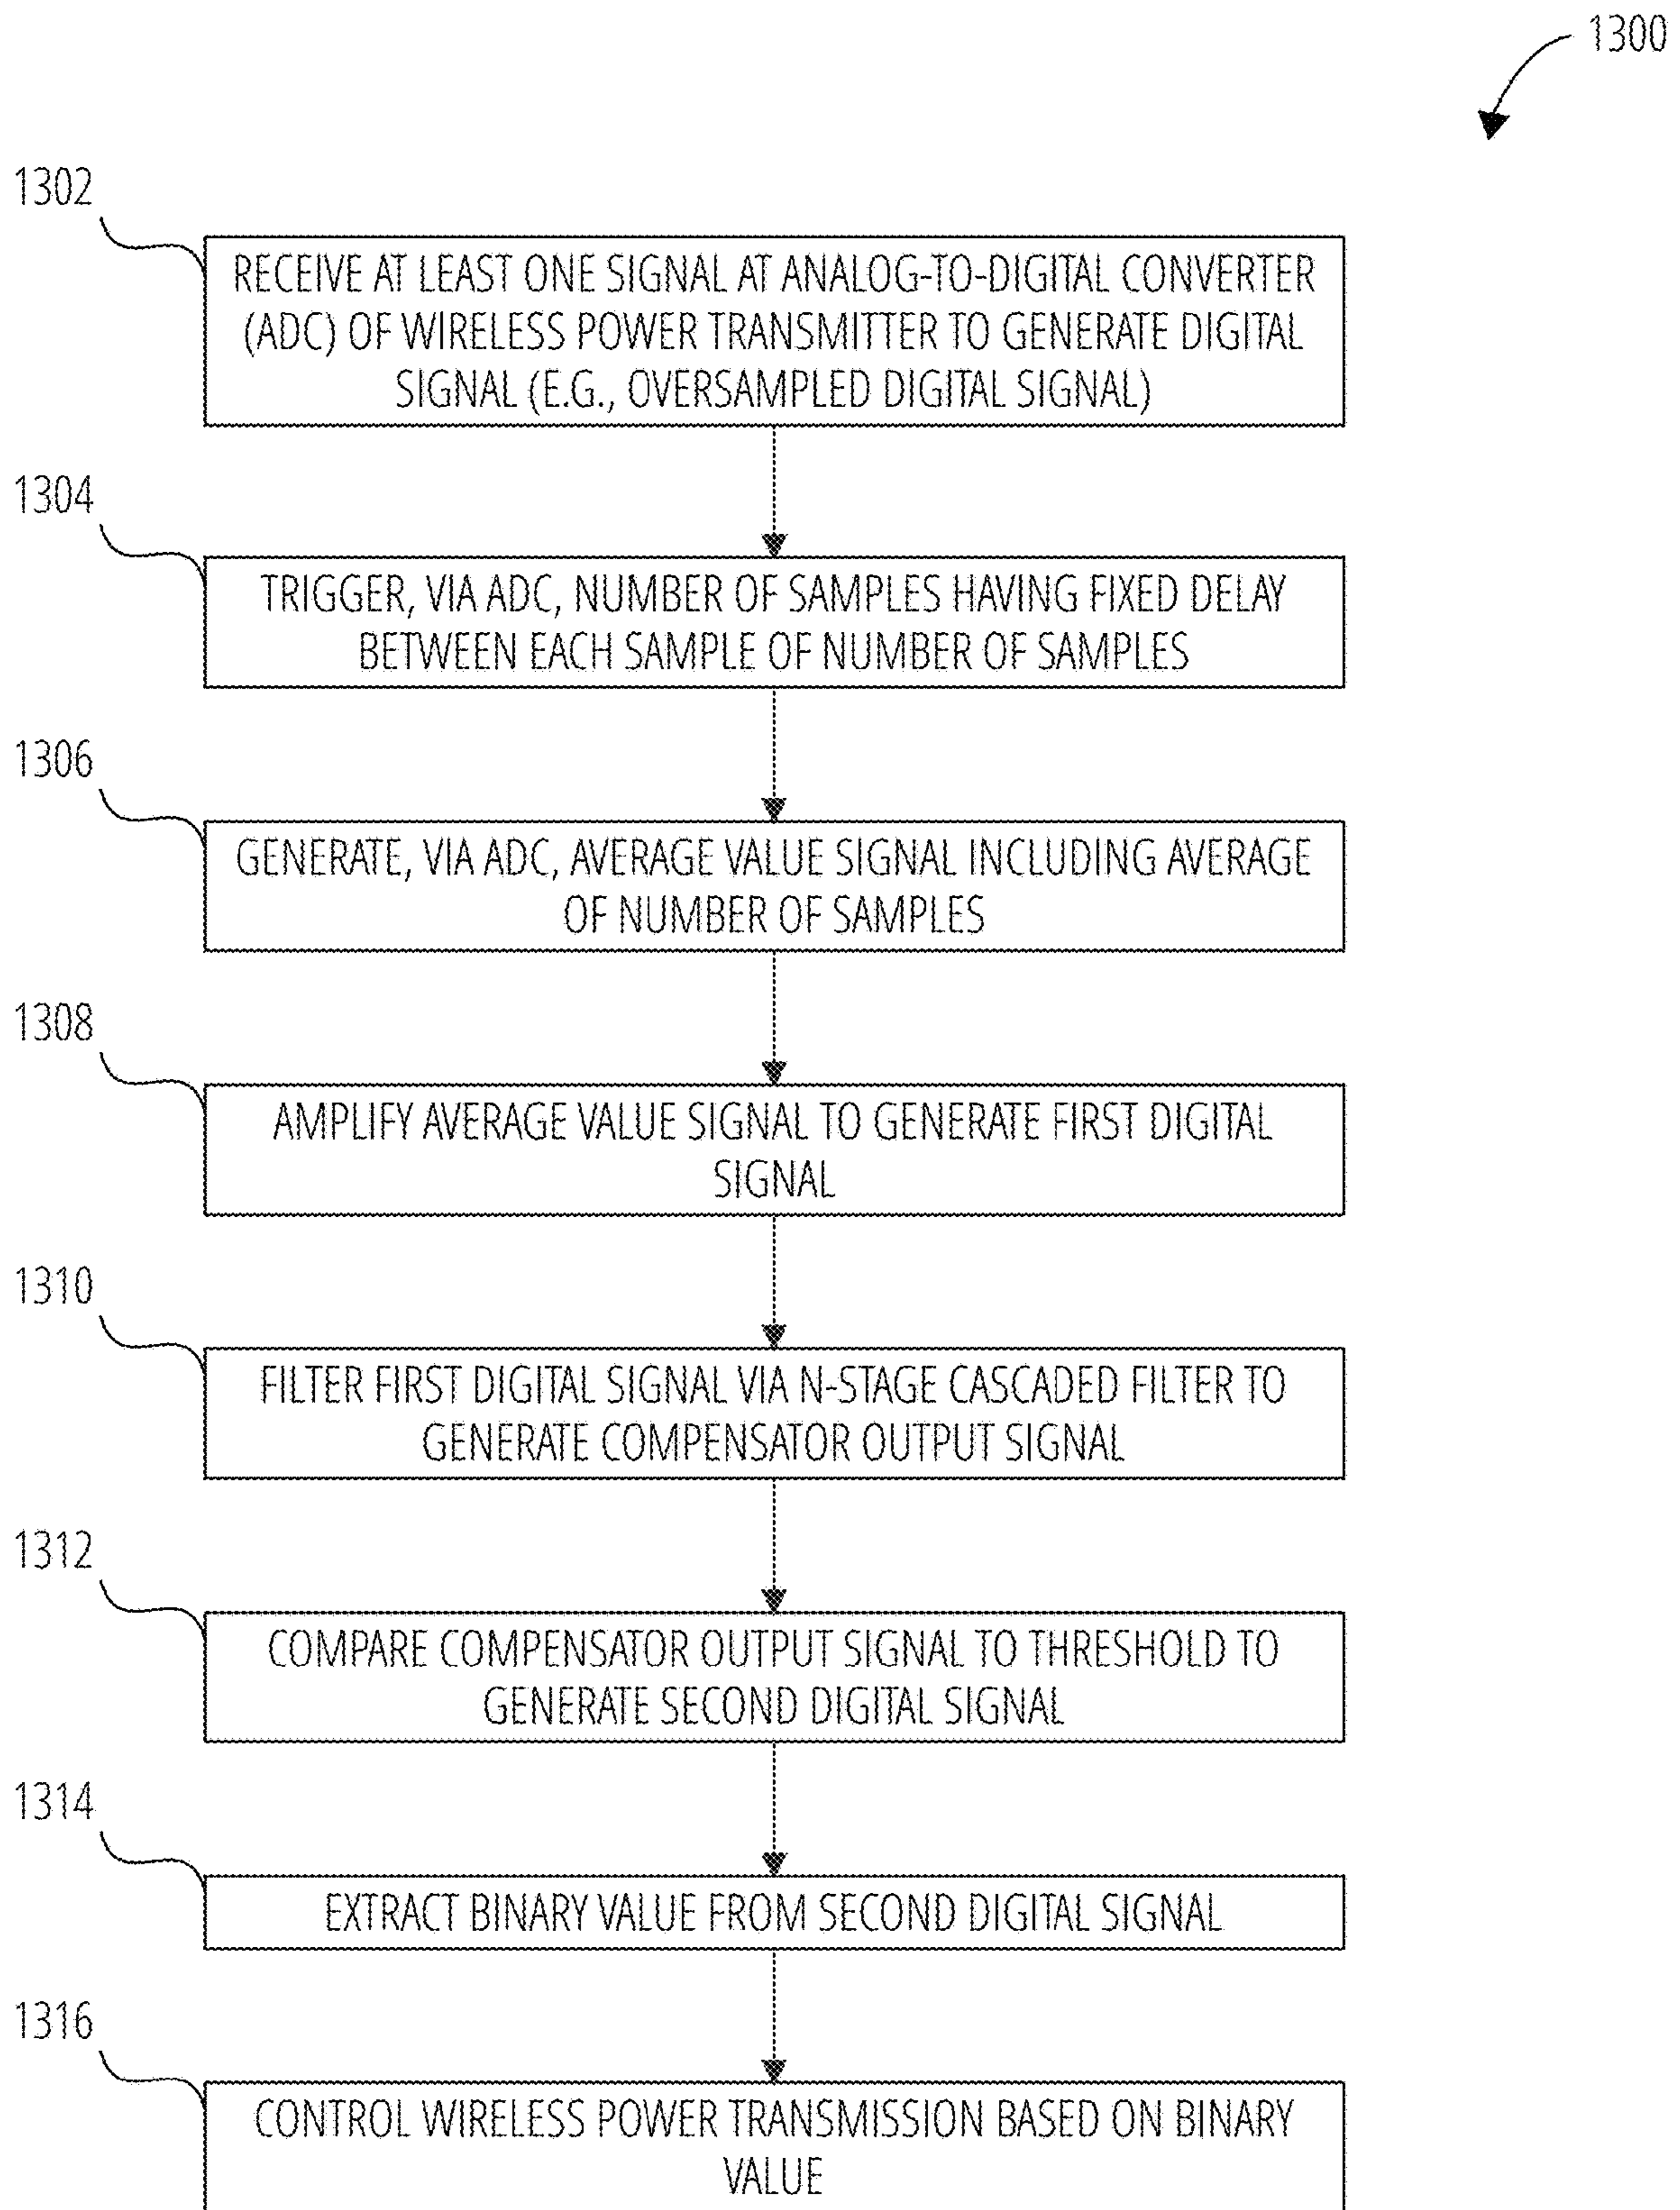 1300
1302
RECEIVE AT LEAST ONE SIGNAL AT ANALOG-TO-DIGITAL CONVERTER
(ADC) OF WIRELESS POWER TRANSMITTER TO GENERATE DIGITAL
SIGNAL (E.G., OVERSAMPLED DIGITAL SIGNAL)
1304
TRIGGER, VIA ADC, NUMBER OF SAMPLES HAVING FIXED DELAY
BETWEEN EACH SAMPLE OF NUMBER OF SAMPLES
1306
GENERATE, VIA ADC, AVERAGE VALUE SIGNAL INCLUDING AVERAGE
OF NUMBER OF SAMPLES
1308
AMPLIFY AVERAGE VALUE SIGNAL TO GENERATE FIRST DIGITAL
SIGNAL
1310
FILTER FIRST DIGITAL SIGNAL VIA N-STAGE CASCADED FILTER TO
GENERATE COMPENSATOR OUTPUT SIGNAL
1312
COMPARE COMPENSATOR OUTPUT SIGNAL TO THRESHOLD TO
GENERATE SECOND DIGITAL SIGNAL
1314
EXTRACT BINARY VALUE FROM SECOND DIGITAL SIGNAL
1316
CONTROL WIRELESS POWER TRANSMISSION BASED ON BINARY
VALUE